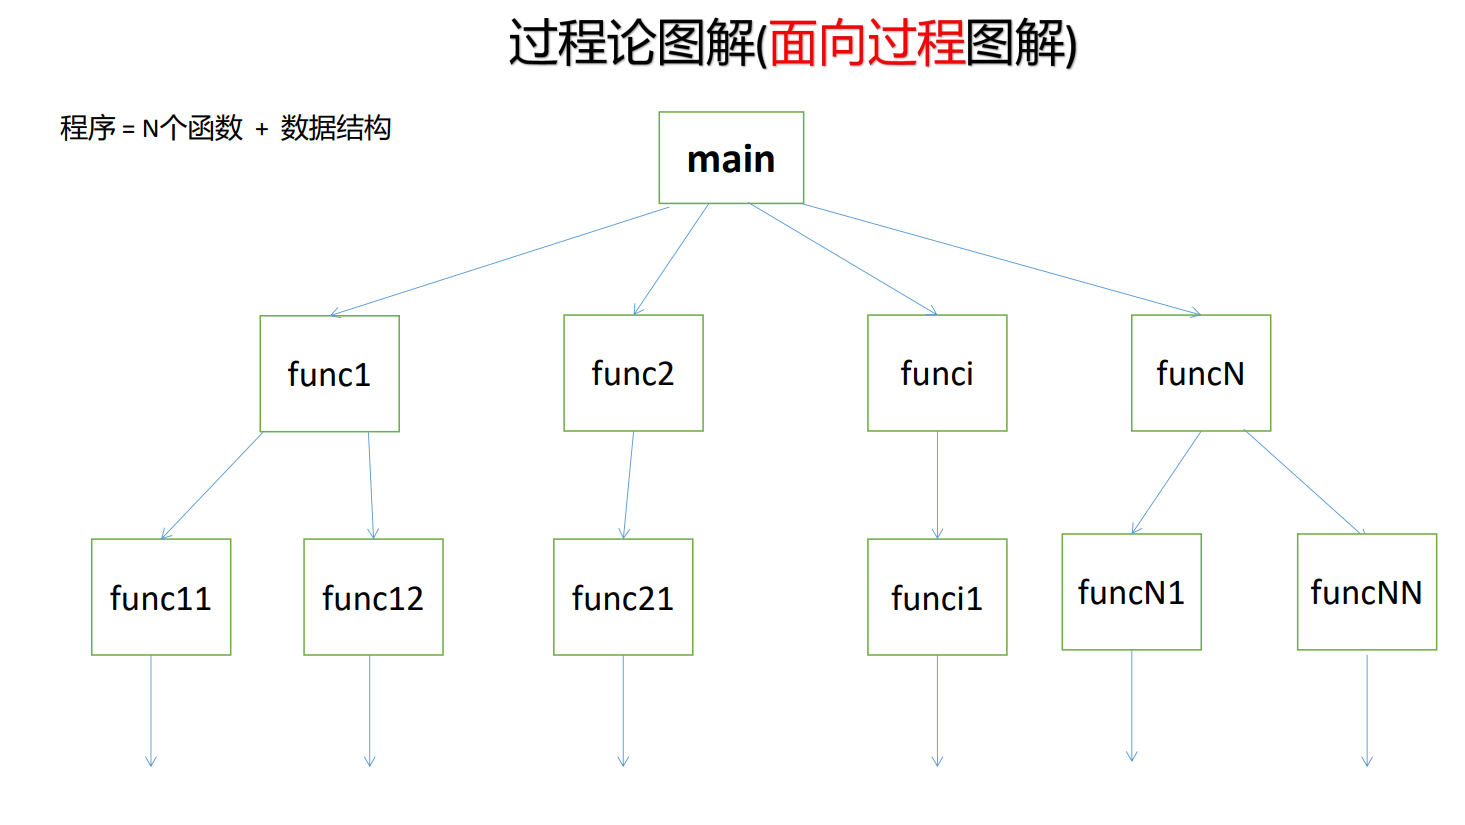 过程论图解(面向过程图解)
程序 = N个函数 + 数据结构
main
func1
func2
funci
funcN
func11
func12
func21
funci1
funcN1
funcNN